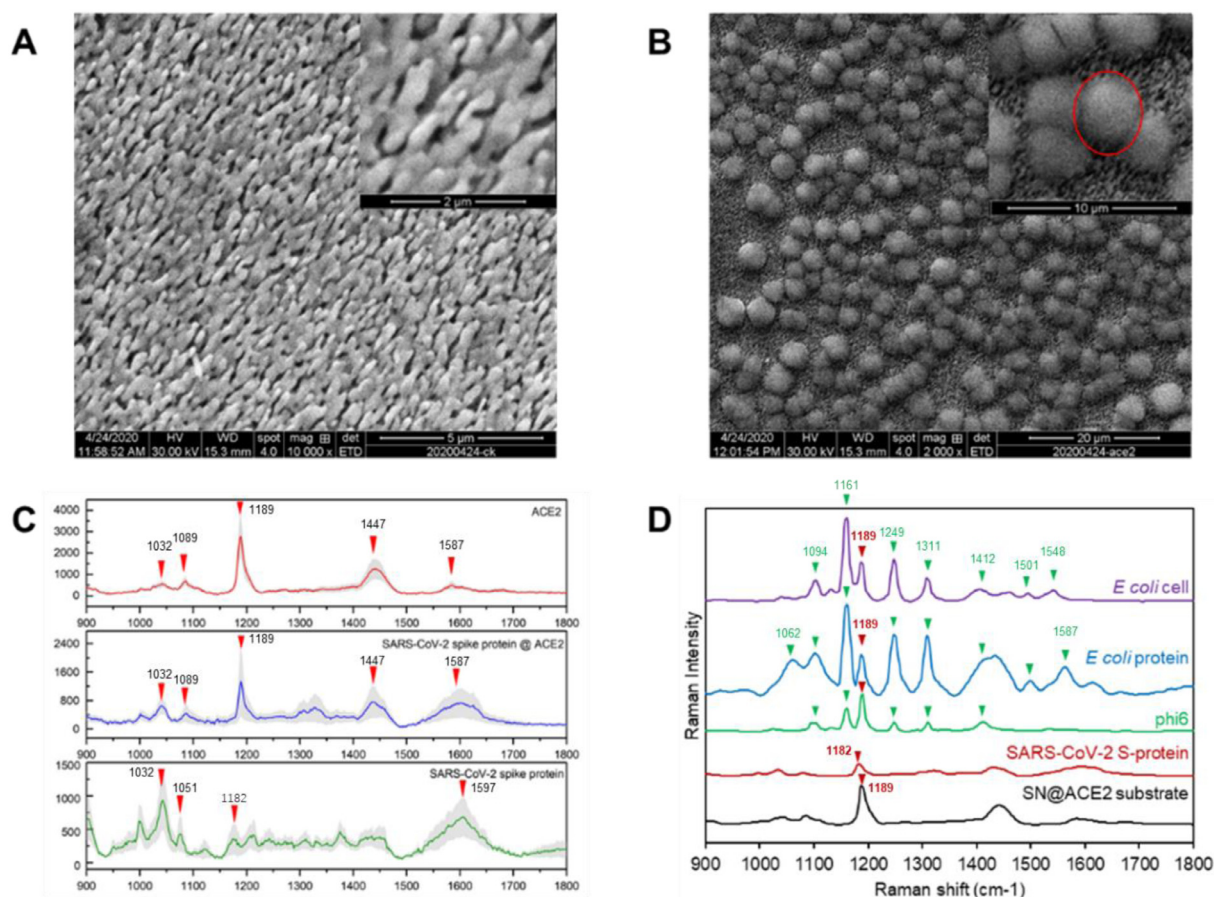 A
2 µm
4/24/2020 HV WD spot mag det 5 µm
11:58:52 AM 30.00 kV 15.3 mm 4.0 10 000 x ETD 20200424-ck
B
10 µm
4/24/2020 HV WD spot mag det 20 µm
12:01:54 PM 30.00 kV 15.3 mm 4.0 2 000 x ETD 20200424-ace2
C
4000
3000
2000
1000
0
ACE2
1032
1089
1189
1447
1587
900 1000 1100 1200 1300 1400 1500 1600 1700 1800
2400
1600
800
0
SARS-CoV-2 spike protein @ ACE2
1032
1089
1189
1447
1587
900 1000 1100 1200 1300 1400 1500 1600 1700 1800
1500
1000
500
0
SARS-CoV-2 spike protein
1032
1051
1182
1597
900 1000 1100 1200 1300 1400 1500 1600 1700 1800
D
Raman Intensity
1094
1161
1189
1249
1311
1412
1501
1548
E coli cell
1062
1189
1587
E coli protein
phi6
1182
SARS-CoV-2 S-protein
1189
SN@ACE2 substrate
900 1000 1100 1200 1300 1400 1500 1600 1700 1800
Raman shift (cm-1)